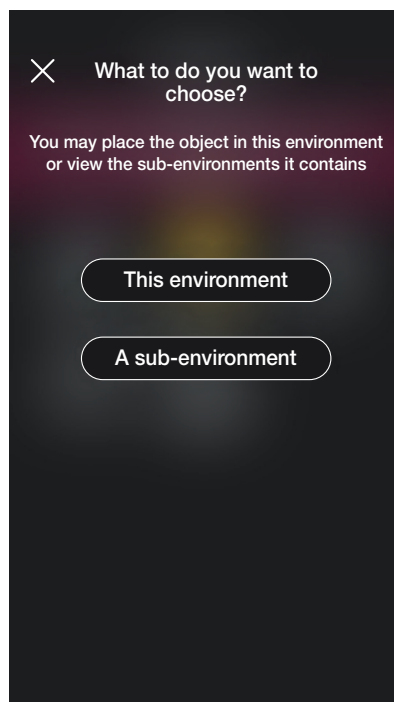 What to do you want to
choose?
You may place the object in this environment
or view the sub-environments it contains
This environment
A sub-environment